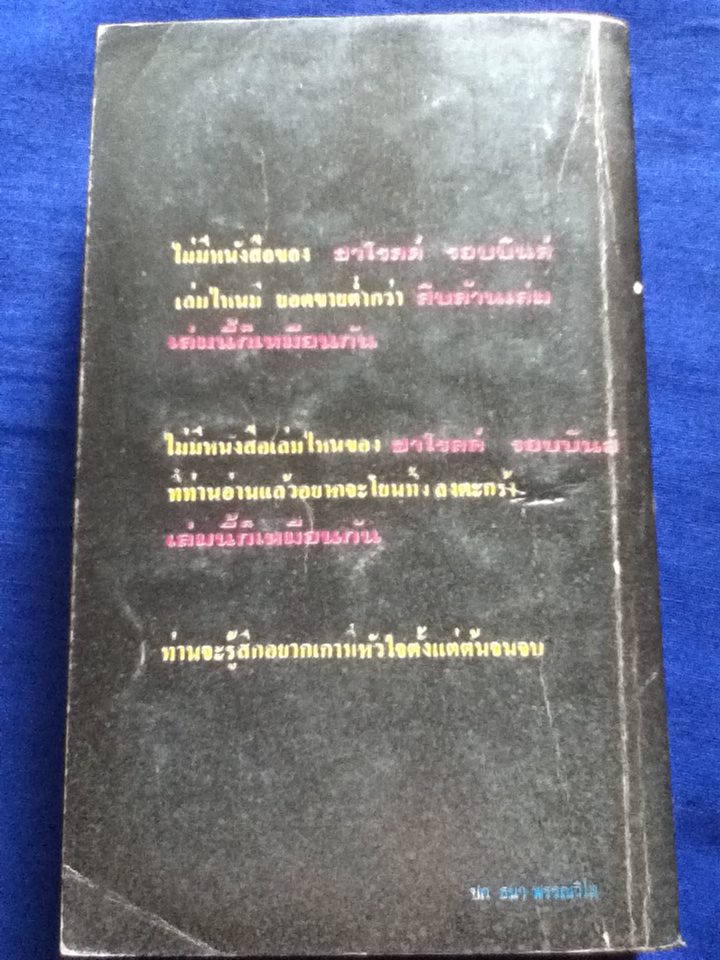 ไม่มีหนังสือของ ฮาโรลด์ รอบบินส์
เล่มไหนมี ยอดขายต่ำกว่า สิบล้านเล่ม
เล่มนี้ก็เหมือนกัน
ไม่มีหนังสือเล่มไหนของ ฮาโรลด์ รอบบินส์
ที่ท่านอ่านแล้วอยากจะโยนทิ้ง ลงตะกร้า
เล่มนี้ก็เหมือนกัน
ท่านจะรู้สึกอยากเกาที่หัวใจตั้งแต่ต้นจนจบ
ปก ธนา